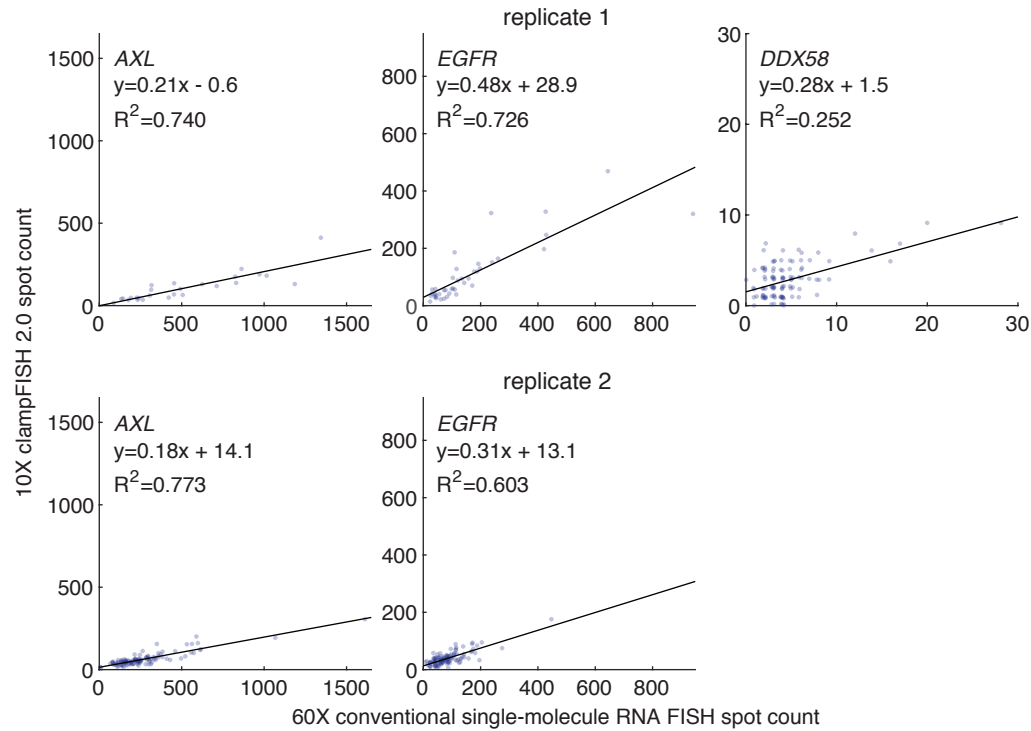 replicate 1
10X clampFISH 2.0 spot count
AXL
y=0.21x - 0.6
R²=0.740
1500
1000
500
0
0 500 1000 1500
EGFR
y=0.48x + 28.9
R²=0.726
800
600
400
200
0
0 200 400 600 800
DDX58
y=0.28x + 1.5
R²=0.252
30
20
10
0
0 10 20 30
replicate 2
AXL
y=0.18x + 14.1
R²=0.773
1500
1000
500
0
0 500 1000 1500
EGFR
y=0.31x + 13.1
R²=0.603
800
600
400
200
0
0 200 400 600 800
60X conventional single-molecule RNA FISH spot count